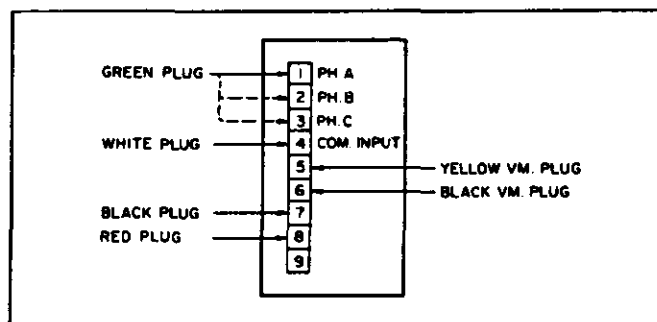 GREEN PLUG 1 PH.A
2 PH.B
3 PH.C
WHITE PLUG 4 COM. INPUT
5 YELLOW VM. PLUG
6 BLACK VM. PLUG
BLACK PLUG 7
RED PLUG 8
9